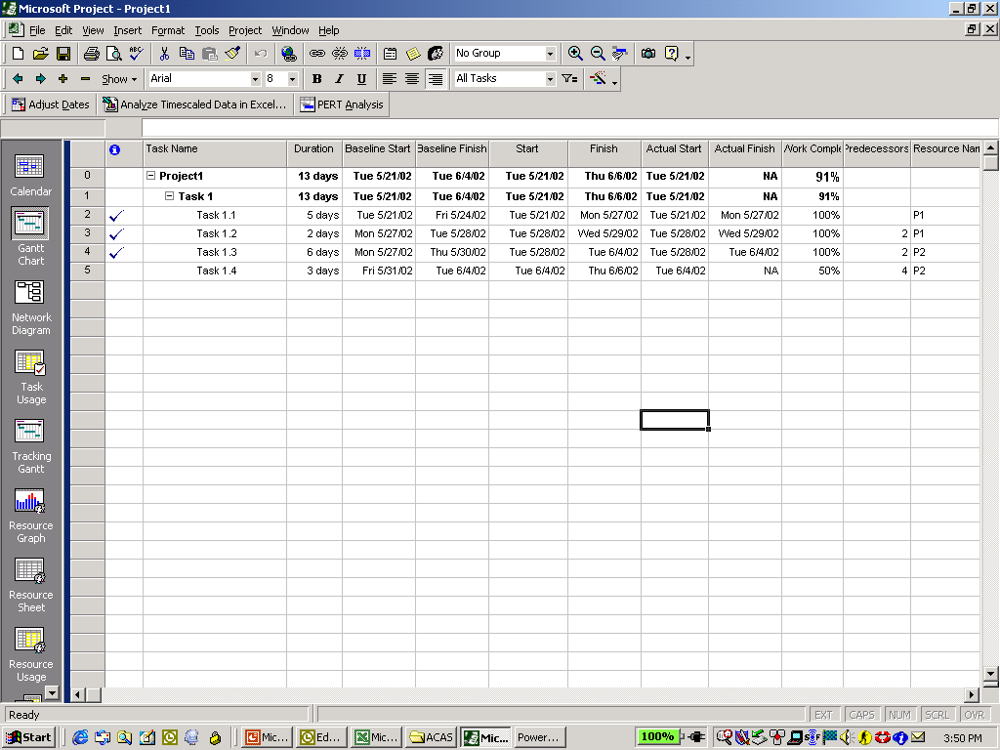 Microsoft Project - Project1
File Edit View Insert Format Tools Project Window Help
No Group
Show Arial 8 B I U All Tasks
Adjust Dates Analyze Timescaled Data in Excel... PERT Analysis
Task Name Duration Baseline Start Baseline Finish Start Finish Actual Start Actual Finish Work Comple Predecessors Resource Nam
0 Project1 13 days Tue 5/21/02 Tue 6/4/02 Tue 5/21/02 Thu 6/6/02 Tue 5/21/02 NA 91%
1 Task 1 13 days Tue 5/21/02 Tue 6/4/02 Tue 5/21/02 Thu 6/6/02 Tue 5/21/02 NA 91%
2 Task 1.1 5 days Tue 5/21/02 Fri 5/24/02 Tue 5/21/02 Mon 5/27/02 Tue 5/21/02 Mon 5/27/02 100% P1
3 Task 1.2 2 days Mon 5/27/02 Tue 5/28/02 Tue 5/28/02 Wed 5/29/02 Tue 5/28/02 Wed 5/29/02 100% 2 P1
4 Task 1.3 6 days Mon 5/27/02 Thu 5/30/02 Tue 5/28/02 Tue 6/4/02 Tue 5/28/02 Tue 6/4/02 100% 2 P2
5 Task 1.4 3 days Fri 5/31/02 Tue 6/4/02 Tue 6/4/02 Thu 6/6/02 Tue 6/4/02 NA 50% 4 P2
Calendar
Gantt
Chart
Network
Diagram
Task
Usage
Tracking
Gantt
Resource
Graph
Resource
Sheet
Resource
Usage
Ready EXT CAPS NUM SCRL OVR
Start Mic... Ed... Mic... ACAS Mic... Power... 100% 3:50 PM